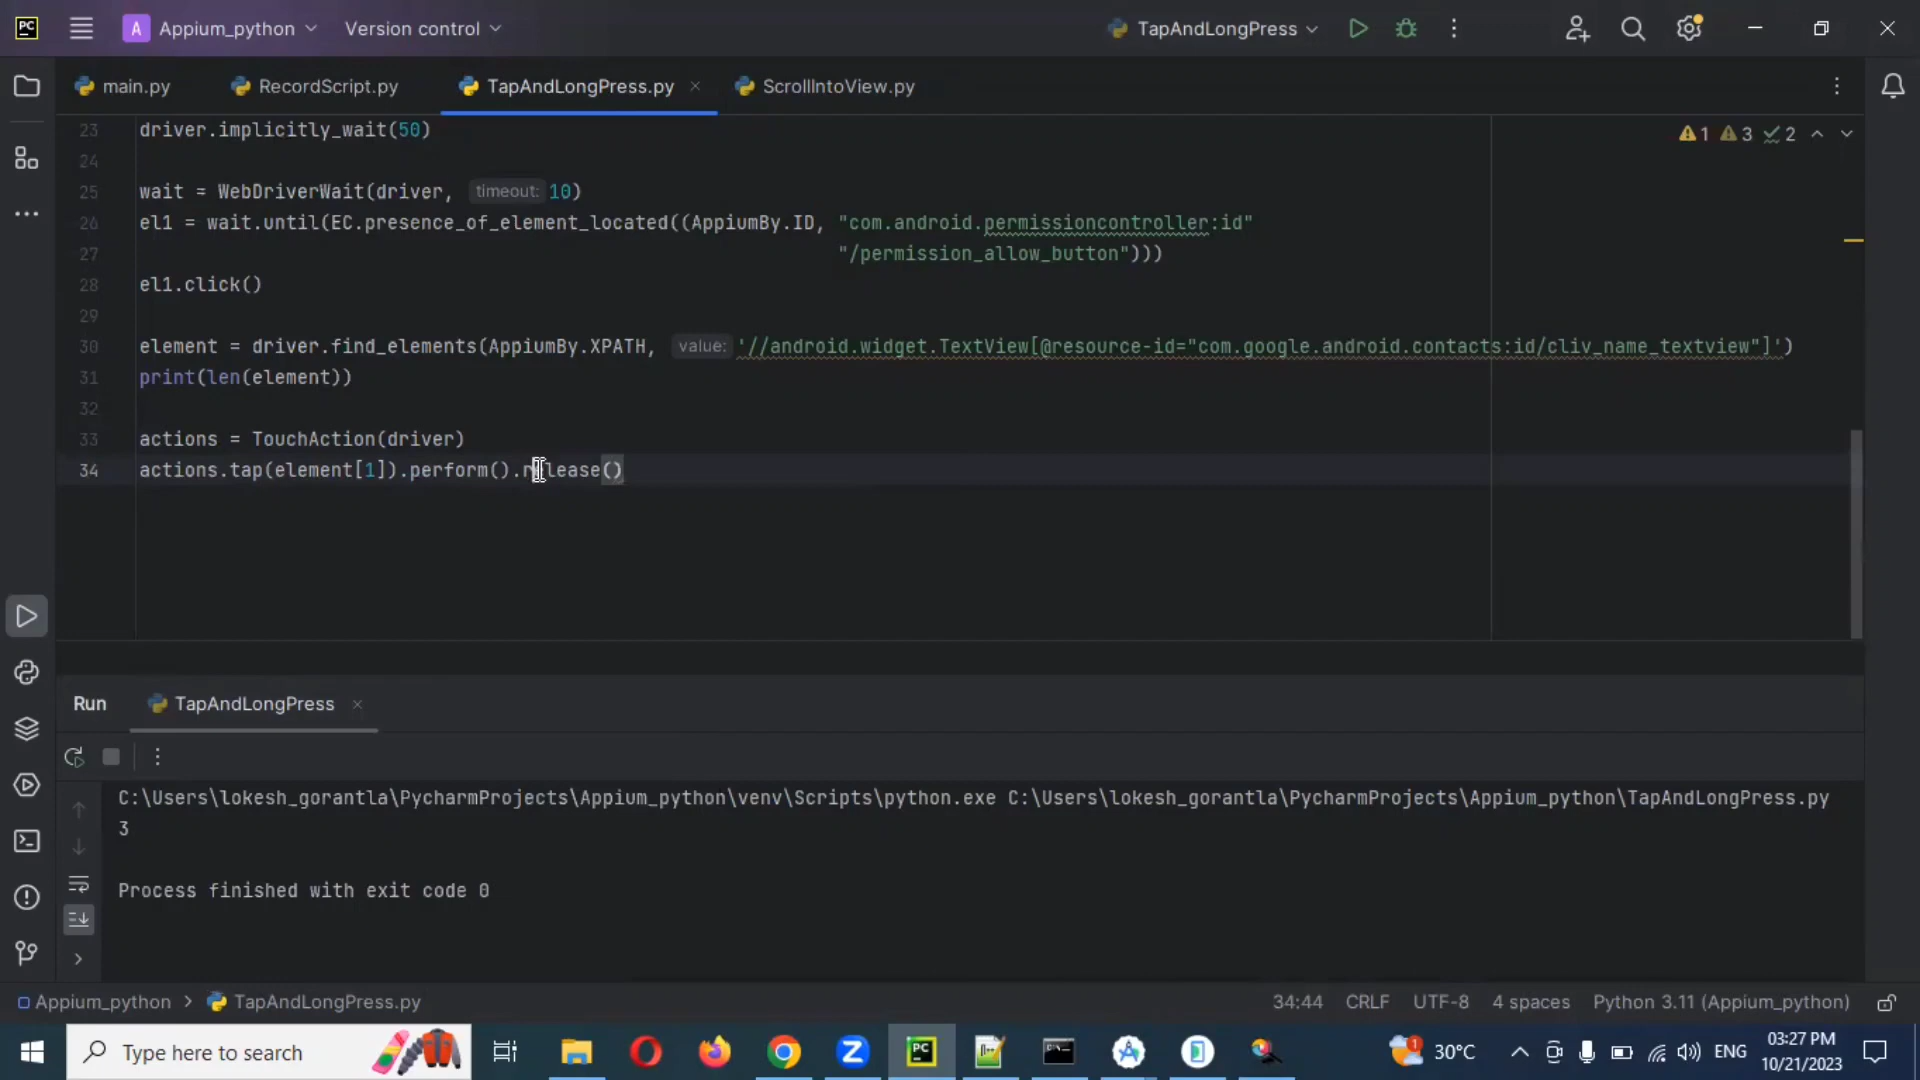 PC
A Appium_python Version control TapAndLongPress
main.py RecordScript.py TapAndLongPress.py ScrollIntoView.py
23 driver.implicitly_wait(50) 1 3 2
24
25 wait = WebDriverWait(driver, timeout: 10)
26 el1 = wait.until(EC.presence_of_element_located((AppiumBy.ID, "com.android.permissioncontroller:id"
27 "/permission_allow_button")))
28 el1.click()
29
30 element = driver.find_elements(AppiumBy.XPATH, value: '//android.widget.TextView[@resource-id="com.google.android.contacts:id/cliv_name_textview"]')
31 print(len(element))
32
33 actions = TouchAction(driver)
34 actions.tap(element[1]).perform().release()
Run TapAndLongPress
C:\Users\lokesh_gorantla\PycharmProjects\Appium_python\venv\Scripts\python.exe C:\Users\lokesh_gorantla\PycharmProjects\Appium_python\TapAndLongPress.py
3
Process finished with exit code 0
Appium_python TapAndLongPress.py 34:44 CRLF UTF-8 4 spaces Python 3.11 (Appium_python)
Type here to search 1 30°C ENG 03:27 PM
10/21/2023